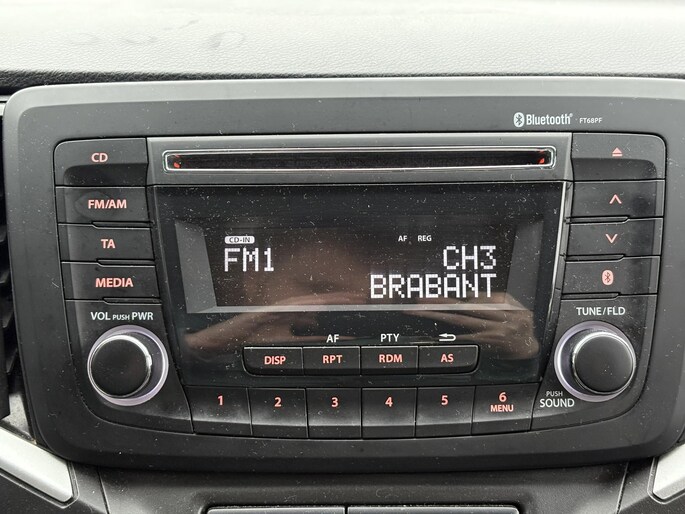 Bluetooth® FT68PF
CD
FM/AM
TA
MEDIA
VOL PUSH PWR
CD-IN AF REG
FM1 CH3
BRABANT
TUNE/FLD
AF PTY
DISP RPT RDM AS
1 2 3 4 5 6
MENU
PUSH
SOUND